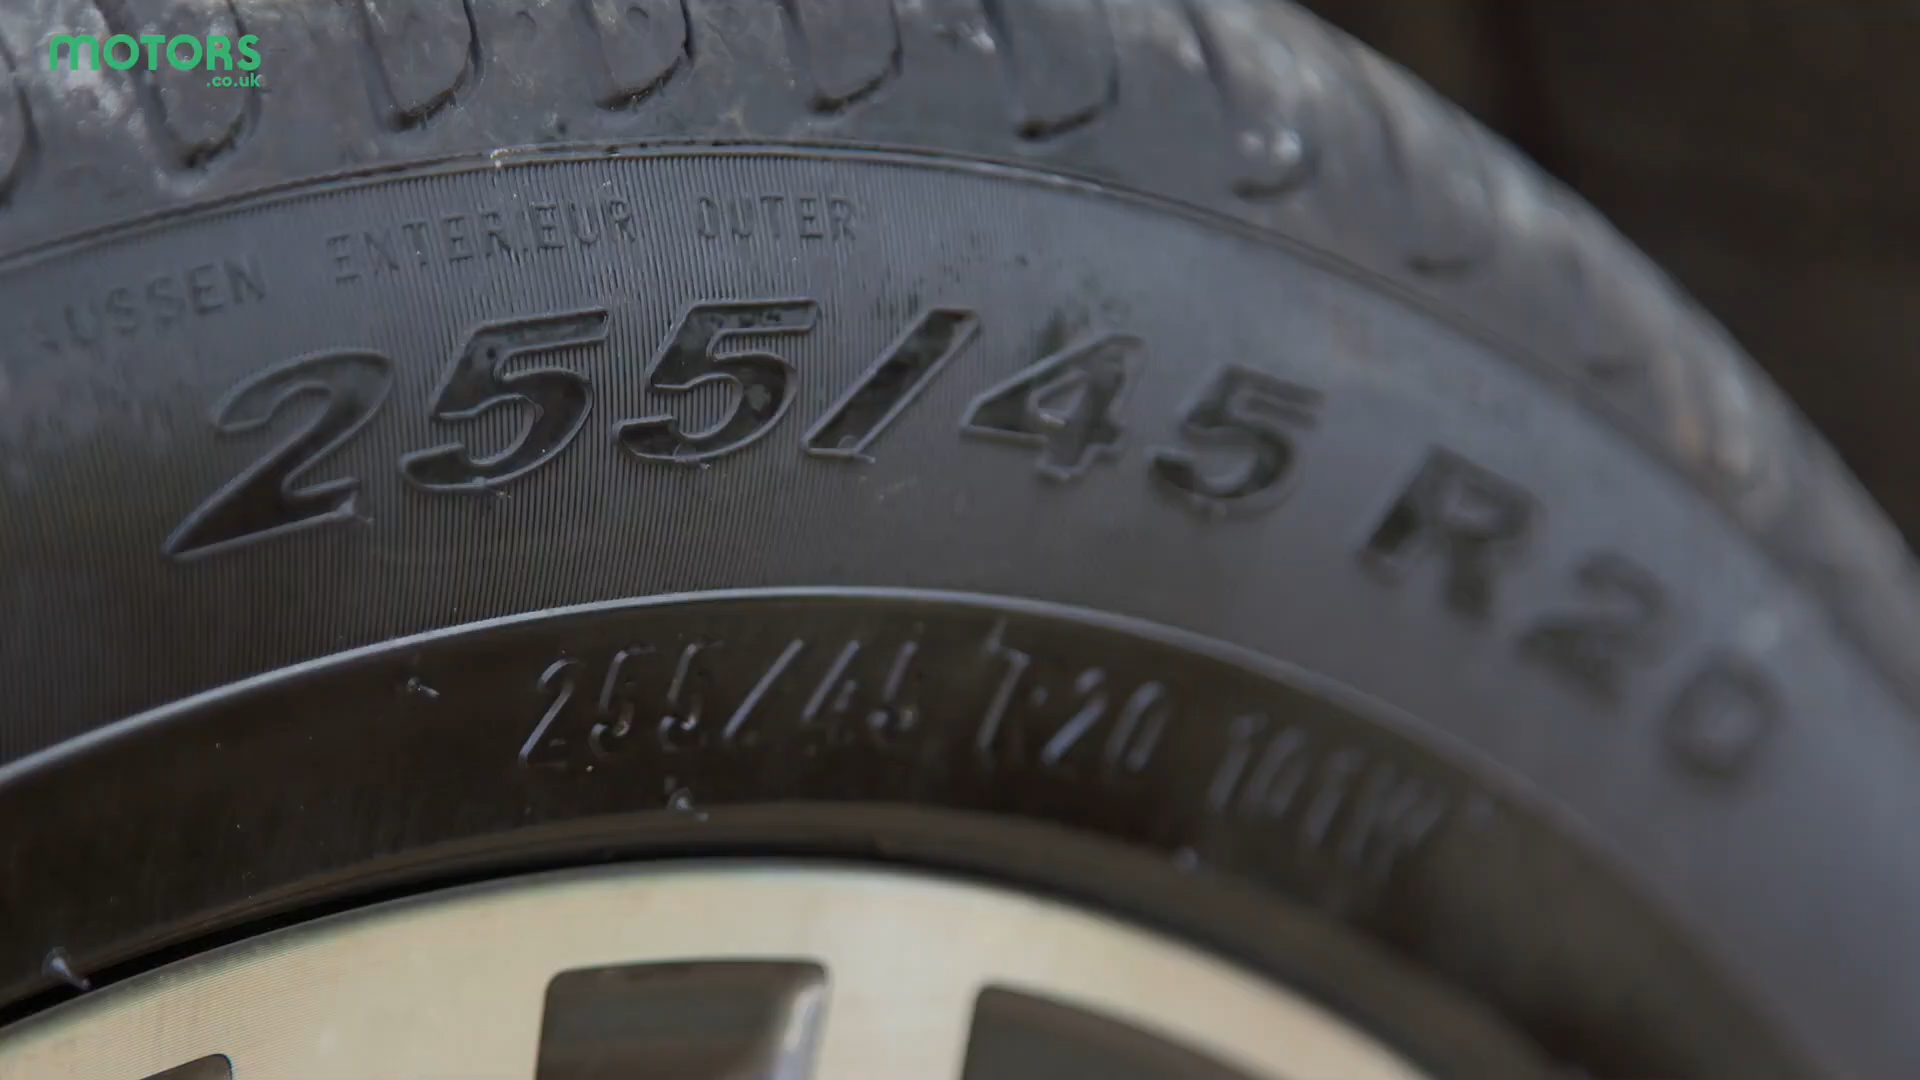 MOTORS
.co.uk
AUSSEN EXTERIEUR OUTER
255/45 R20
255/45 R20